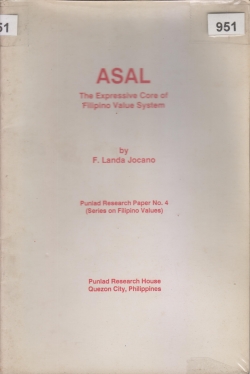 51
951
ASAL
The Expressive Core of
Filipino Value System
by
F. Landa Jocano
Punlad Research Paper No. 4
(Series on Filipino Values)
Punlad Research House
Quezon City, Philippines